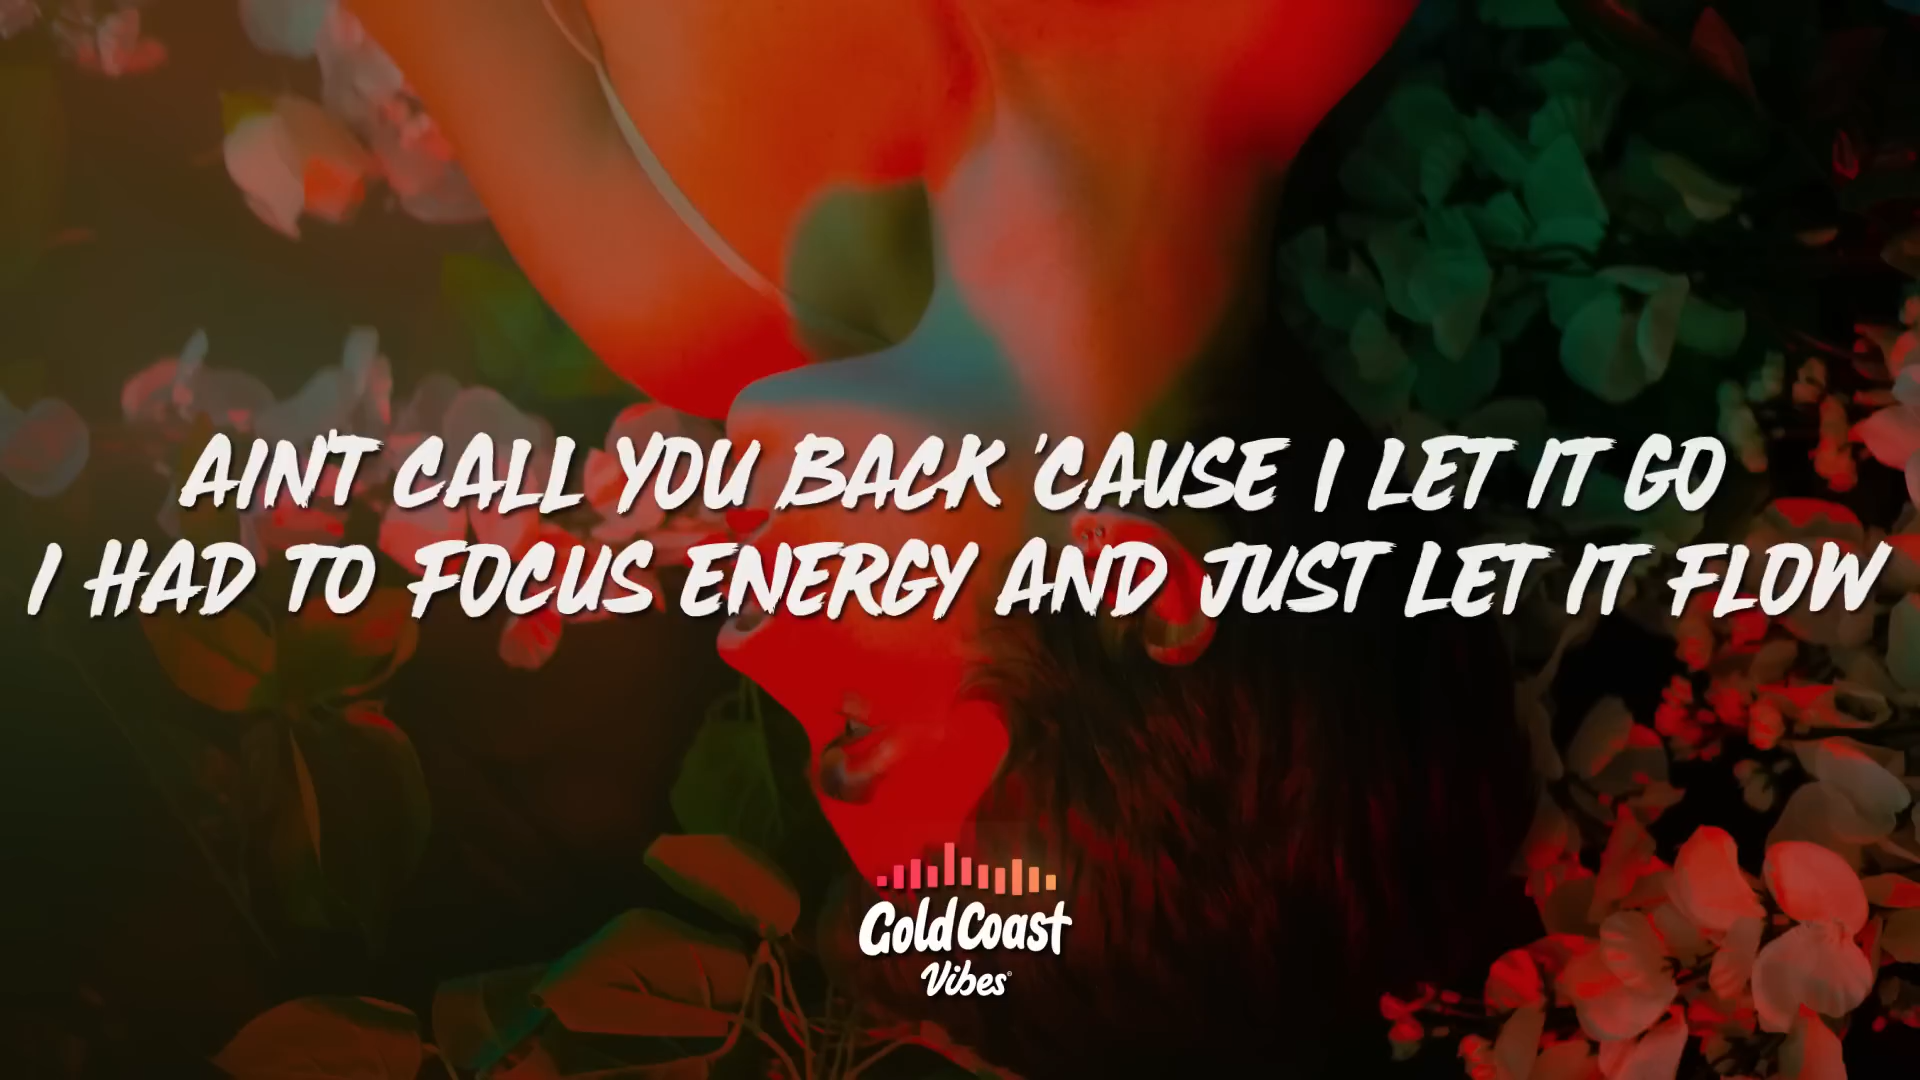 AIN'T CALL YOU BACK 'CAUSE I LET IT GO
I HAD TO FOCUS ENERGY AND JUST LET IT FLOW
Gold Coast
Vibes